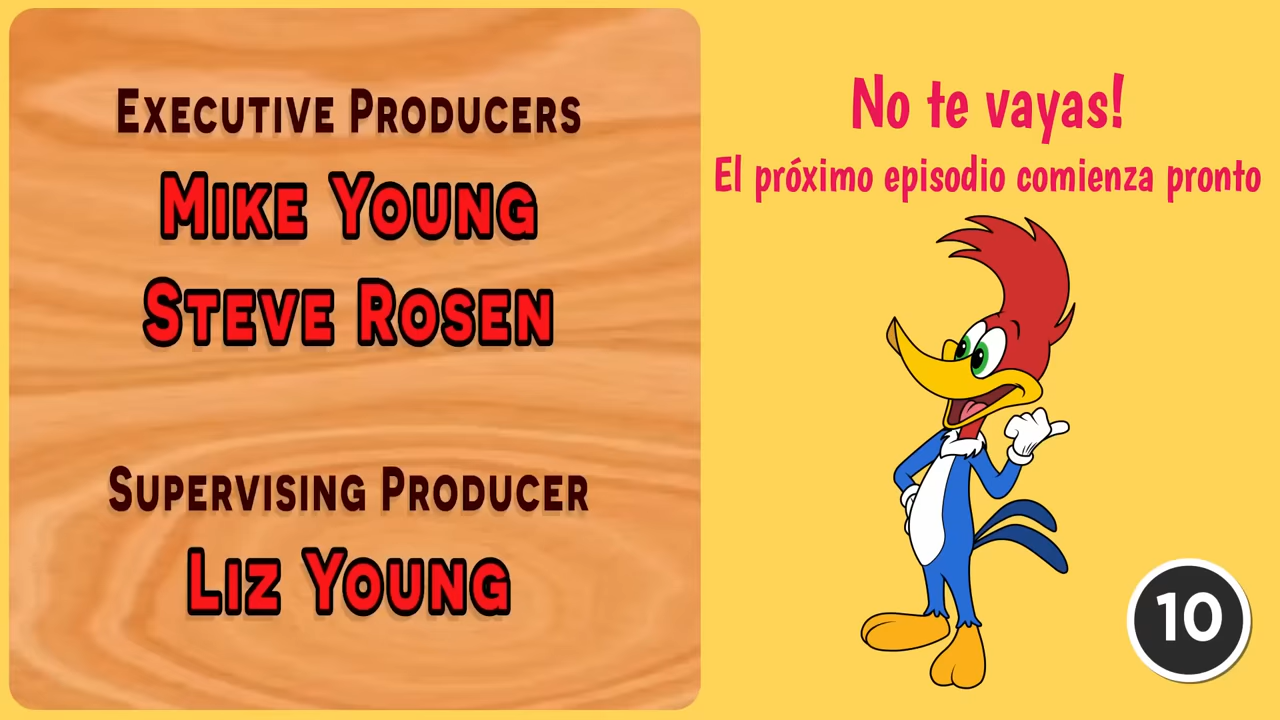 Executive Producers
Mike Young
Steve Rosen
Supervising Producer
Liz Young
No te vayas!
El próximo episodio comienza pronto
10